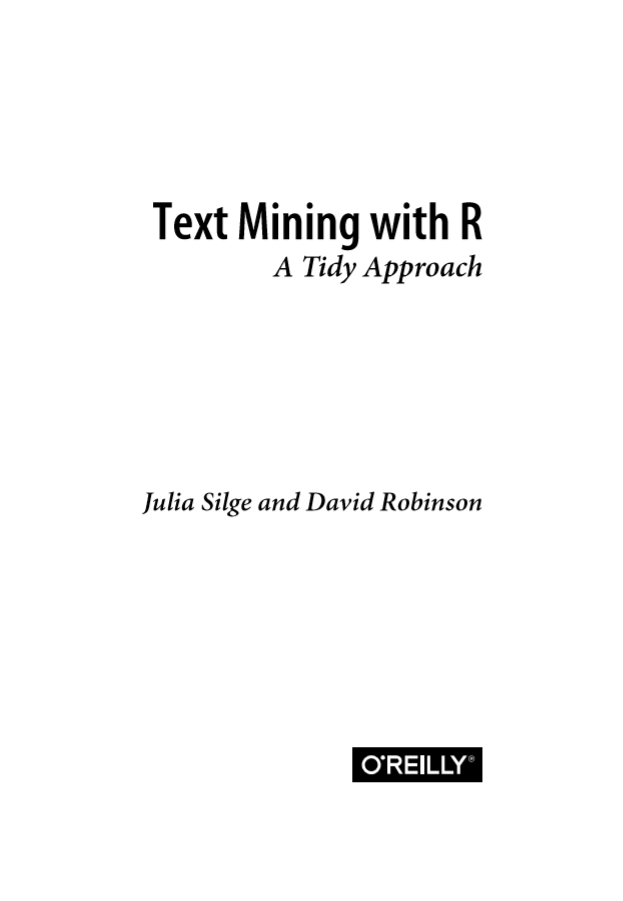 Text Mining with R
A Tidy Approach
Julia Silge and David Robinson
O'REILLY®